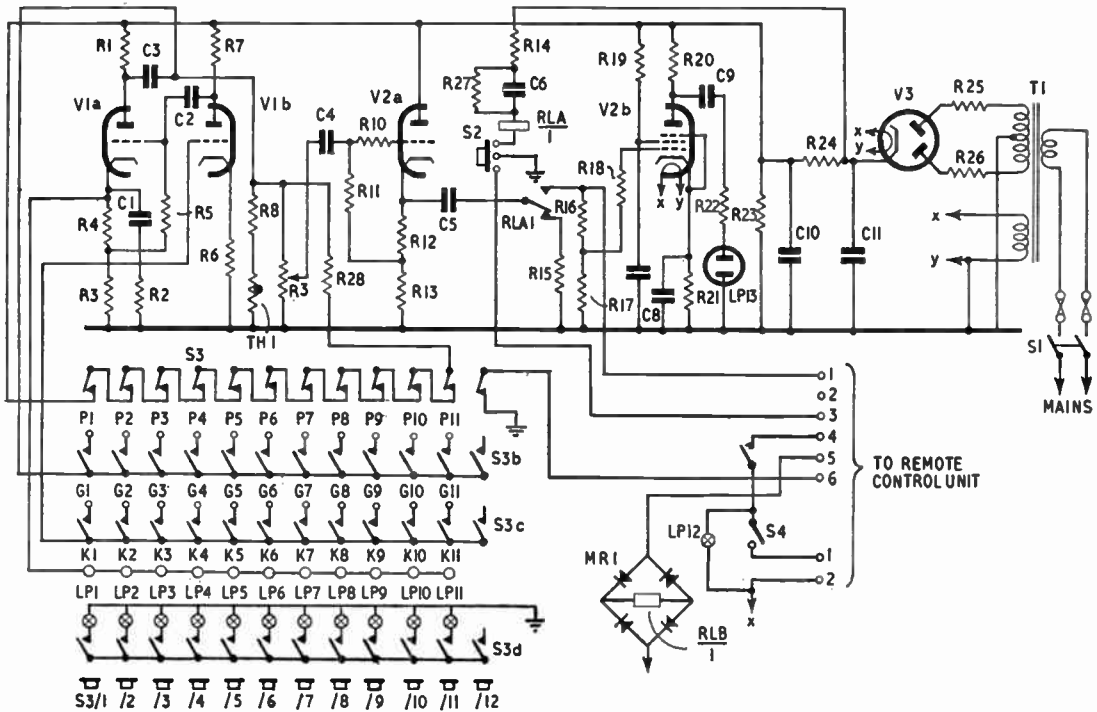 R1 C3 R7 R14 R19 R20 C9 R25 T1
R27 C6 V3
V1a C2 V1b C4 R10 V2a S2 RLA/1 V2b x y R24 R26
R18
C1 R5 R8 R11 R16 x y R22 R23 x
R4 R12 C5 RLA1 C10 C11
R6 R3 R28 R15 y
R3 R2 R13 R17 C8 R21 LP13
TH1 S1
S3
MAINS
P1 P2 P3 P4 P5 P6 P7 P8 P9 P10 P11
S3b
G1 G2 G3 G4 G5 G6 G7 G8 G9 G10 G11
S3c
K1 K2 K3 K4 K5 K6 K7 K8 K9 K10 K11
LP1 LP2 LP3 LP4 LP5 LP6 LP7 LP8 LP9 LP10 LP11
S3d
S3/1 /2 /3 /4 /5 /6 /7 /8 /9 /10 /11 /12
1
2
3
4
5
6
TO REMOTE
CONTROL UNIT
LP12 S4
1
2
x
MR1
RLB/1